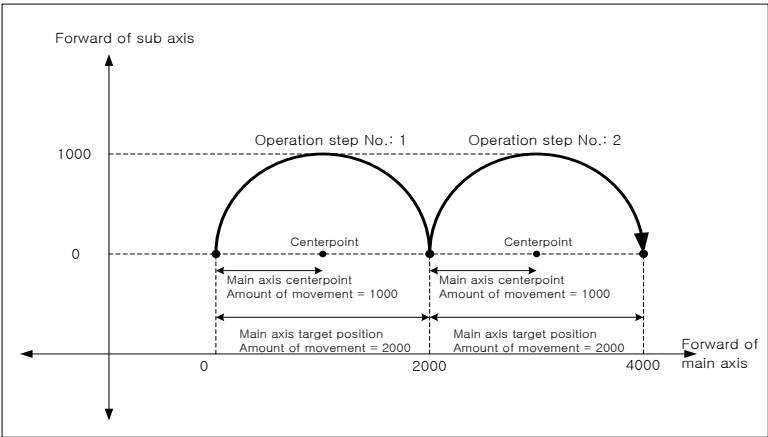 Forward of sub axis
Operation step No.: 1
Operation step No.: 2
1000
0
Centerpoint
Centerpoint
Main axis centerpoint
Amount of movement = 1000
Main axis centerpoint
Amount of movement = 1000
Main axis target position
Amount of movement = 2000
Main axis target position
Amount of movement = 2000
Forward of
main axis
0
2000
4000